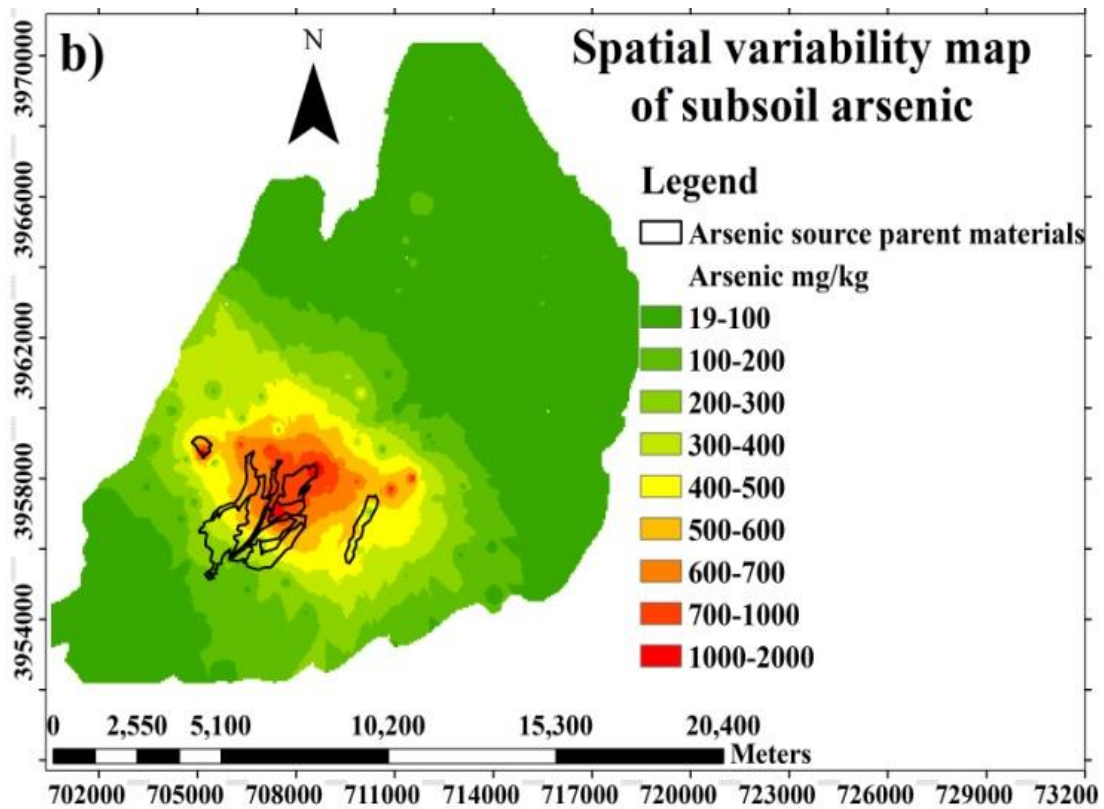 b)
N
Spatial variability map
of subsoil arsenic
Legend
Arsenic source parent materials
Arsenic mg/kg
19-100
100-200
200-300
300-400
400-500
500-600
600-700
700-1000
1000-2000
3970000
3966000
3962000
3958000
3954000
0 2,550 5,100 10,200 15,300 20,400
Meters
702000 705000 708000 711000 714000 717000 720000 723000 726000 729000 732000